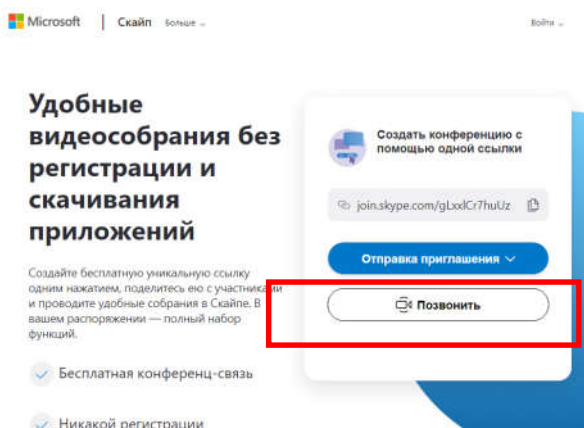 Microsoft | Скайп Больше Войти
Удобные
видеособрания без
регистрации и
скачивания
приложений
Создайте бесплатную уникальную ссылку
одним нажатием, поделитесь ею с участниками
и проводите удобные собрания в Скайпе. В
вашем распоряжении — полный набор
функций.
Бесплатная конференц-связь
Никакой регистрации
Создать конференцию с
помощью одной ссылки
join.skype.com/gLxxlCr7huUz
Отправка приглашения
Позвонить